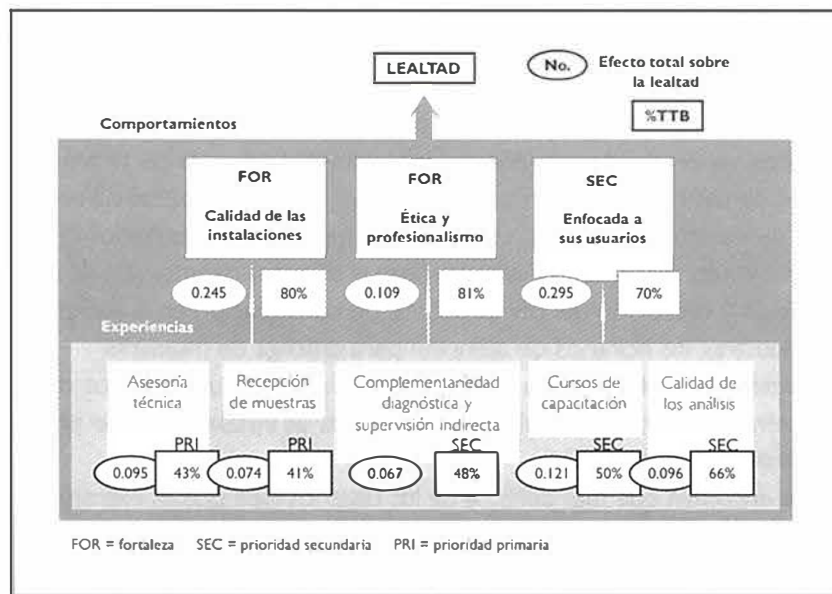 LEALTAD
No.
Efecto total sobre
la lealtad
%TTB
Comportamientos
FOR
Calidad de las
instalaciones
FOR
Ética y
profesionalismo
SEC
Enfocada a
sus usuarios
0.245
80%
0.109
81%
0.295
70%
Experiencias
Asesoría
técnica
Recepción
de muestras
Complementariedad
diagnóstica y
supervisión indirecta
Cursos de
capacitación
Calidad de
los análisis
PRI
PRI
SEC
SEC
SEC
0.095
43%
0.074
41%
0.067
48%
0.121
50%
0.096
66%
FOR = fortaleza SEC = prioridad secundaria PRI = prioridad primaria